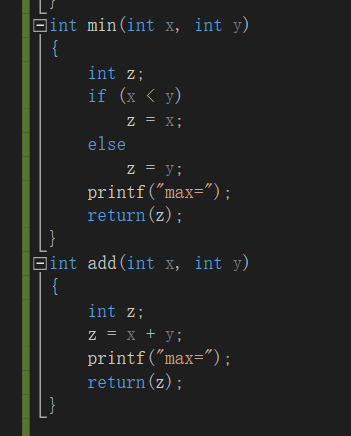 }
int min(int x, int y)
{
int z;
if (x < y)
z = x;
else
z = y;
printf("max=");
return(z);
}
int add(int x, int y)
{
int z;
z = x + y;
printf("max=");
return(z);
}